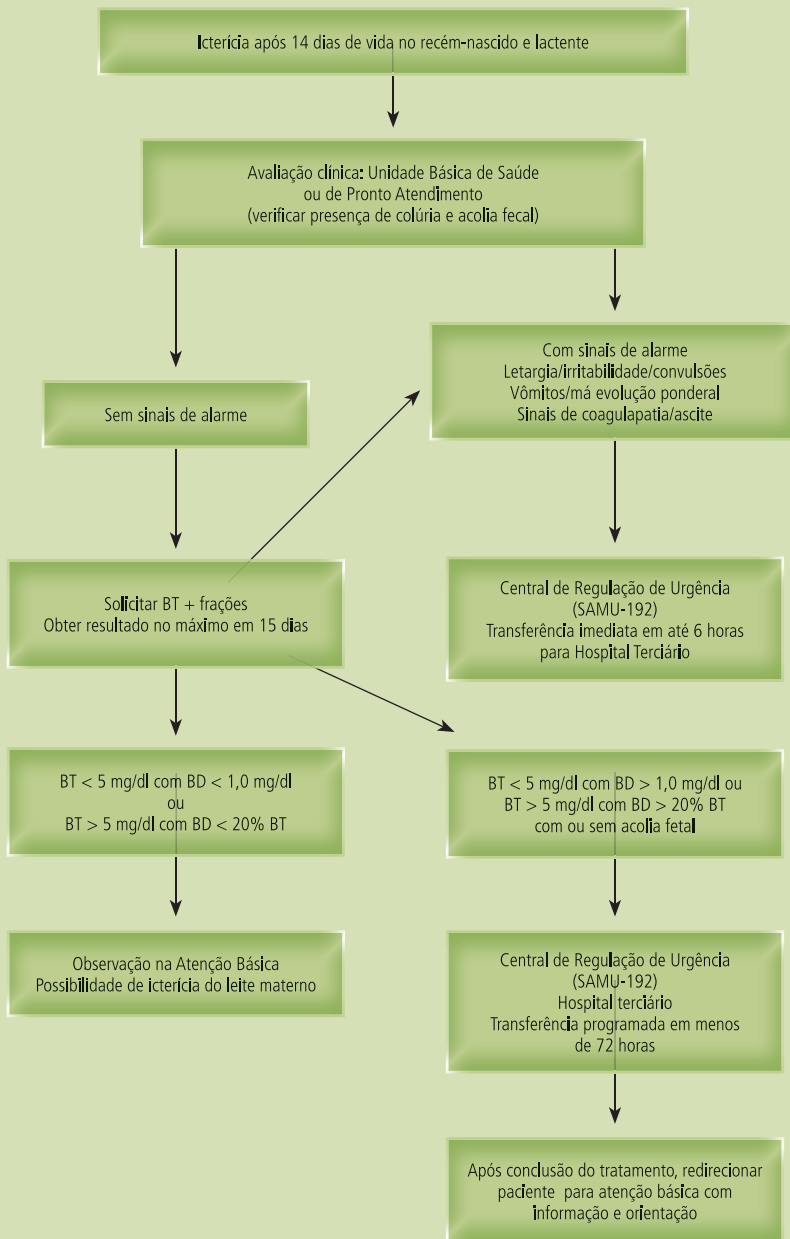 Icterícia após 14 dias de vida no recém-nascido e lactente
Avaliação clínica: Unidade Básica de Saúde
ou de Pronto Atendimento
(verificar presença de colúria e acolia fecal)
Sem sinais de alarme
Com sinais de alarme
Letargia/irritabilidade/convulsões
Vômitos/má evolução ponderal
Sinais de coagulapatia/ascite
Solicitar BT + frações
Obter resultado no máximo em 15 dias
Central de Regulação de Urgência
(SAMU-192)
Transferência imediata em até 6 horas
para Hospital Terciário
BT < 5 mg/dl com BD < 1,0 mg/dl
ou
BT > 5 mg/dl com BD < 20% BT
BT < 5 mg/dl com BD > 1,0 mg/dl ou
BT > 5 mg/dl com BD > 20% BT
com ou sem acolia fetal
Observação na Atenção Básica
Possibilidade de icterícia do leite materno
Central de Regulação de Urgência
(SAMU-192)
Hospital terciário
Transferência programada em menos
de 72 horas
Após conclusão do tratamento, redirecionar
paciente para atenção básica com
informação e orientação